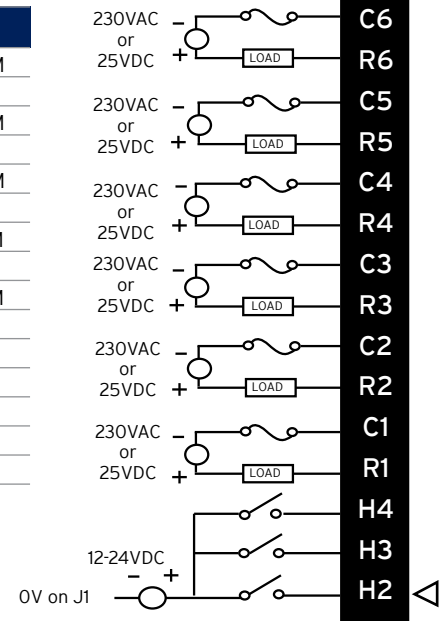 230VAC
or
25VDC
−
+
LOAD
C6
R6
M
230VAC
or
25VDC
−
+
LOAD
C5
R5
M
230VAC
or
25VDC
−
+
LOAD
C4
R4
M
230VAC
or
25VDC
−
+
LOAD
C3
R3
M
M
230VAC
or
25VDC
−
+
LOAD
C2
R2
230VAC
or
25VDC
−
+
LOAD
C1
R1
H4
H3
12-24VDC
− +
0V on J1
H2